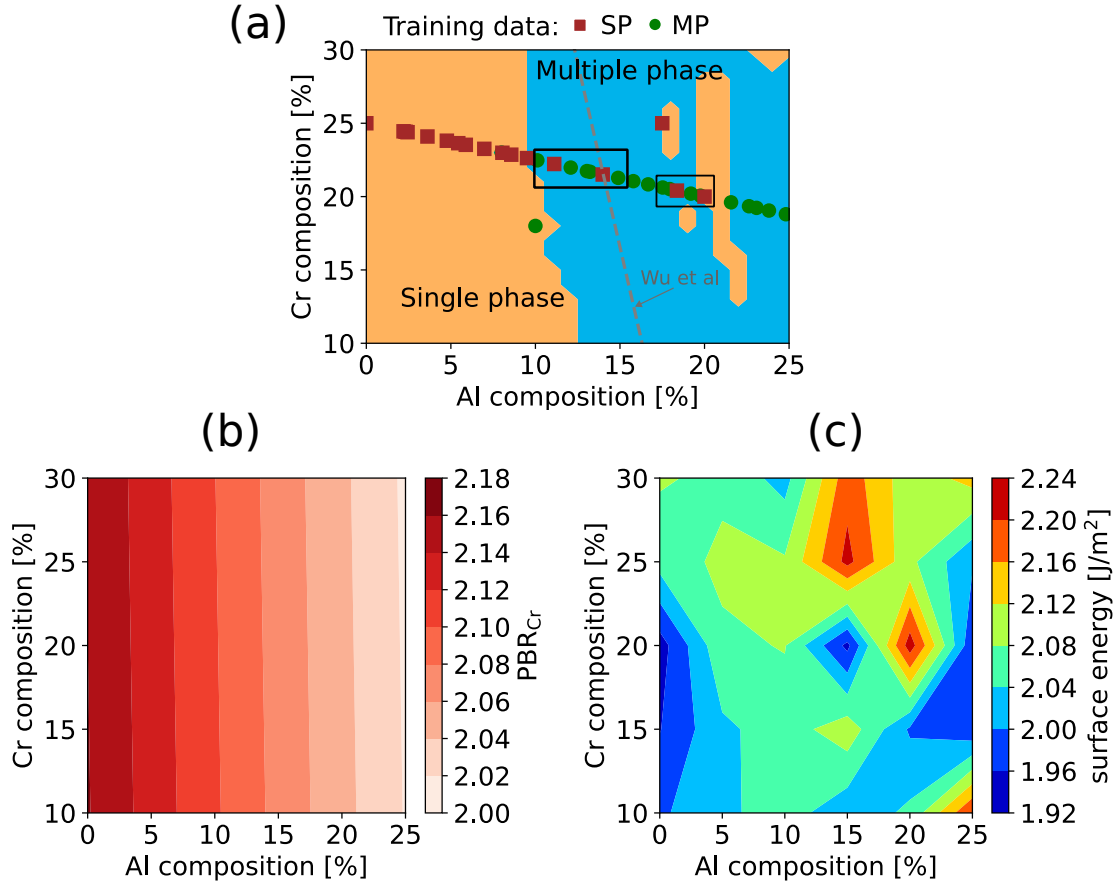 (a)
Training data: SP MP
Multiple phase
Single phase
Wu et al
30
25
20
15
10
0 5 10 15 20 25
Cr composition [%]
Al composition [%]
(b)
30
25
20
15
10
0 5 10 15 20 25
Cr composition [%]
Al composition [%]
2.18
2.16
2.14
2.12
2.10
2.08
2.06
2.04
2.02
2.00
PBR_Cr
(c)
30
25
20
15
10
0 5 10 15 20 25
Cr composition [%]
Al composition [%]
2.24
2.20
2.16
2.12
2.08
2.04
2.00
1.96
1.92
surface energy [J/m²]